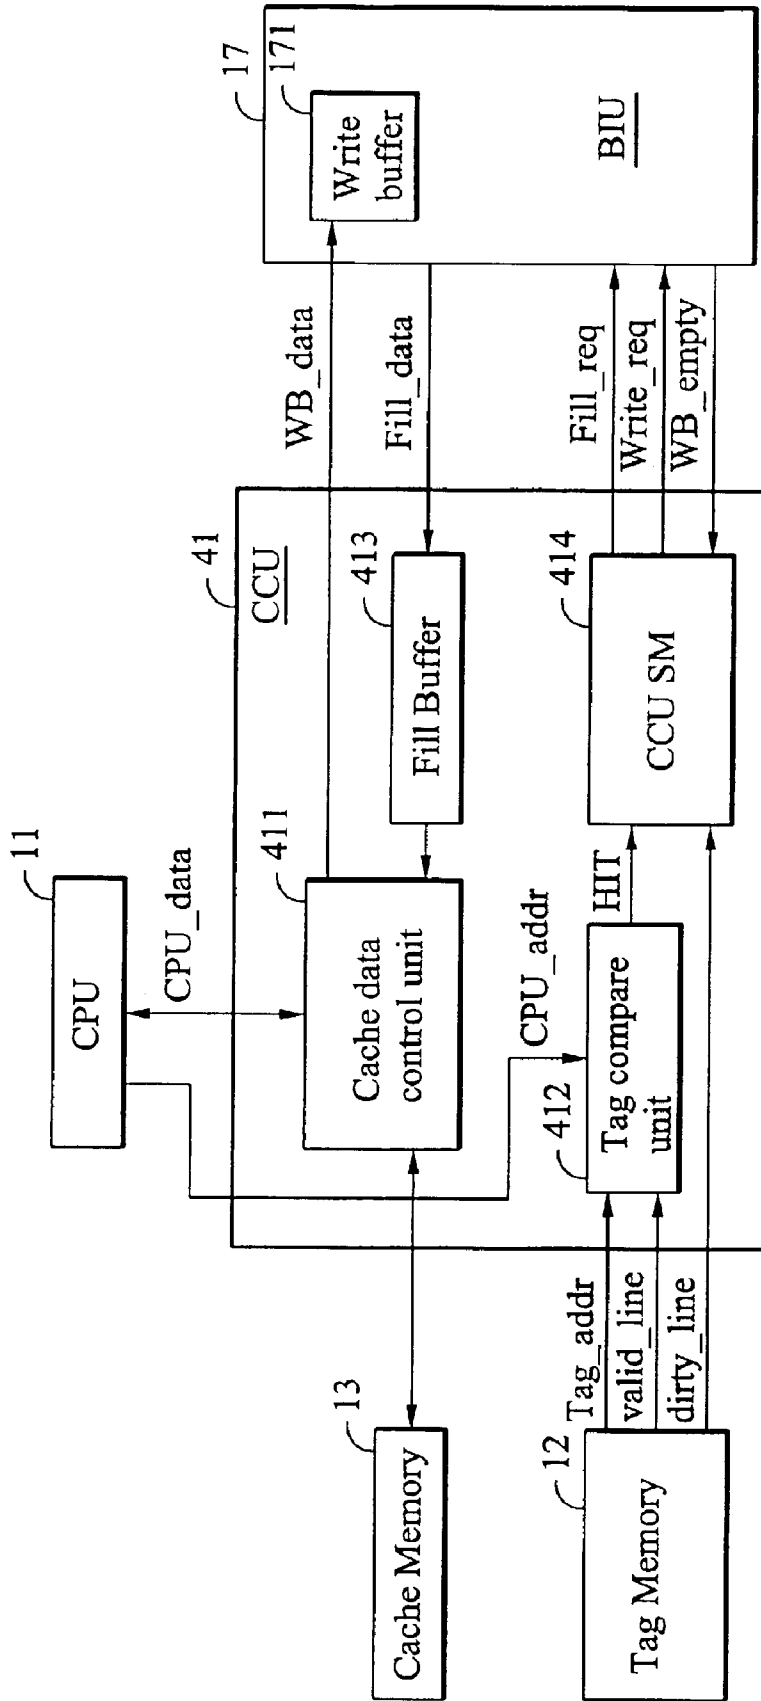 11
CPU
CPU_data
41
CCU
17
171
Write
buffer
BIU
WB_data
Fill_data
411
Cache data
control unit
413
Fill Buffer
13
Cache Memory
CPU_addr
412
Tag compare
unit
HIT
414
CCU SM
Fill_req
Write_req
WB_empty
12
Tag Memory
Tag_addr
valid_line
dirty_line